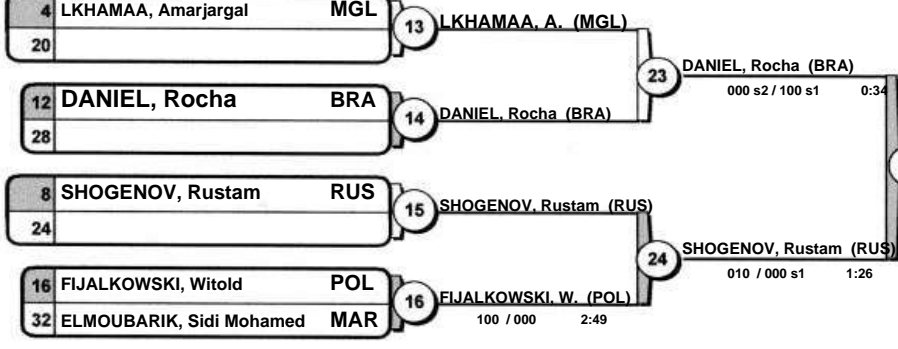 4 LKHAMAA, Amarjargal MGL
20
13
LKHAMAA, A. (MGL)
23
DANIEL, Rocha (BRA)
000 s2 / 100 s1 0:34
12 DANIEL, Rocha BRA
28
14
DANIEL, Rocha (BRA)
8 SHOGENOV, Rustam RUS
24
15
SHOGENOV, Rustam (RUS)
24
SHOGENOV, Rustam (RUS)
010 / 000 s1 1:26
16 FIJALKOWSKI, Witold POL
32 ELMOUBARIK, Sidi Mohamed MAR
16
FIJALKOWSKI, W. (POL)
100 / 000 2:49